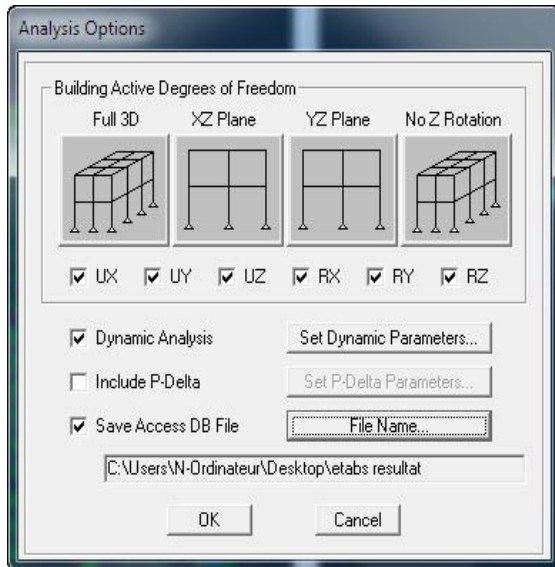 Analysis Options
Building Active Degrees of Freedom
Full 3D XZ Plane YZ Plane No Z Rotation
UX UY UZ RX RY RZ
Dynamic Analysis Set Dynamic Parameters...
Include P-Delta Set P-Delta Parameters...
Save Access DB File File Name...
C:\Users\N-Ordinateur\Desktop\etabs resultat
OK Cancel